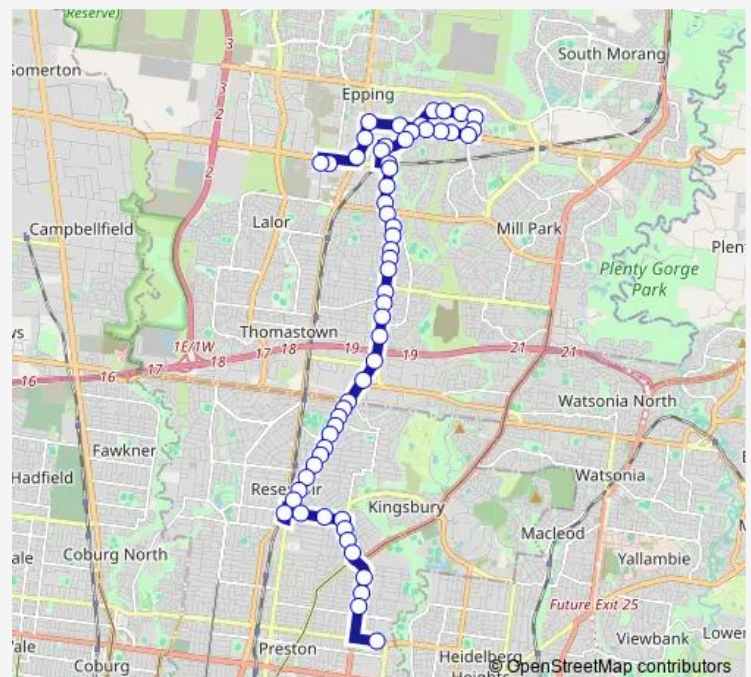 Reserve)
South Morang
Somerton
3
3
2
Epping
2
Campbellfield
Lalor
Mill Park
Plenty Gorge
Park
Thomastown
1E/1W
16
16
17
18
17
18
19
19
21
21
Watsonia North
Fawkner
Hadfield
Reservoir
Kingsbury
Watsonia
Macleod
Coburg North
Yallambie
Future Exit 25
Preston
Viewbank
Lower
Coburg
Heidelberg
Heights
© OpenStreetMap contributors